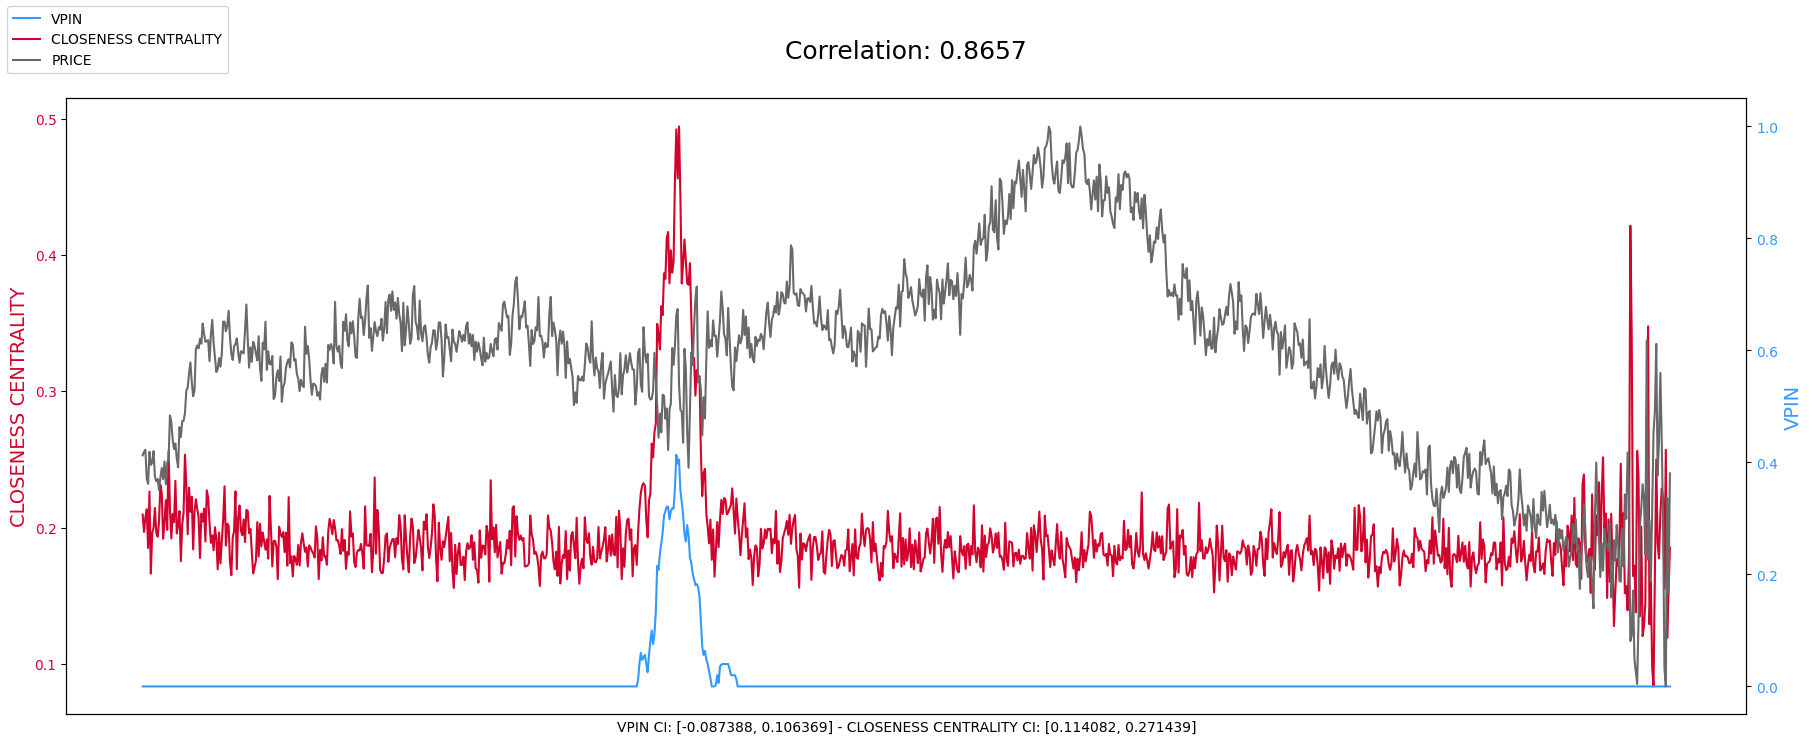 VPIN
CLOSENESS CENTRALITY
PRICE
Correlation: 0.8657
CLOSENESS CENTRALITY
0.5
0.4
0.3
0.2
0.1
1.0
0.8
0.6
0.4
0.2
0.0
VPIN
VPIN CI: [-0.087388, 0.106369] - CLOSENESS CENTRALITY CI: [0.114082, 0.271439]